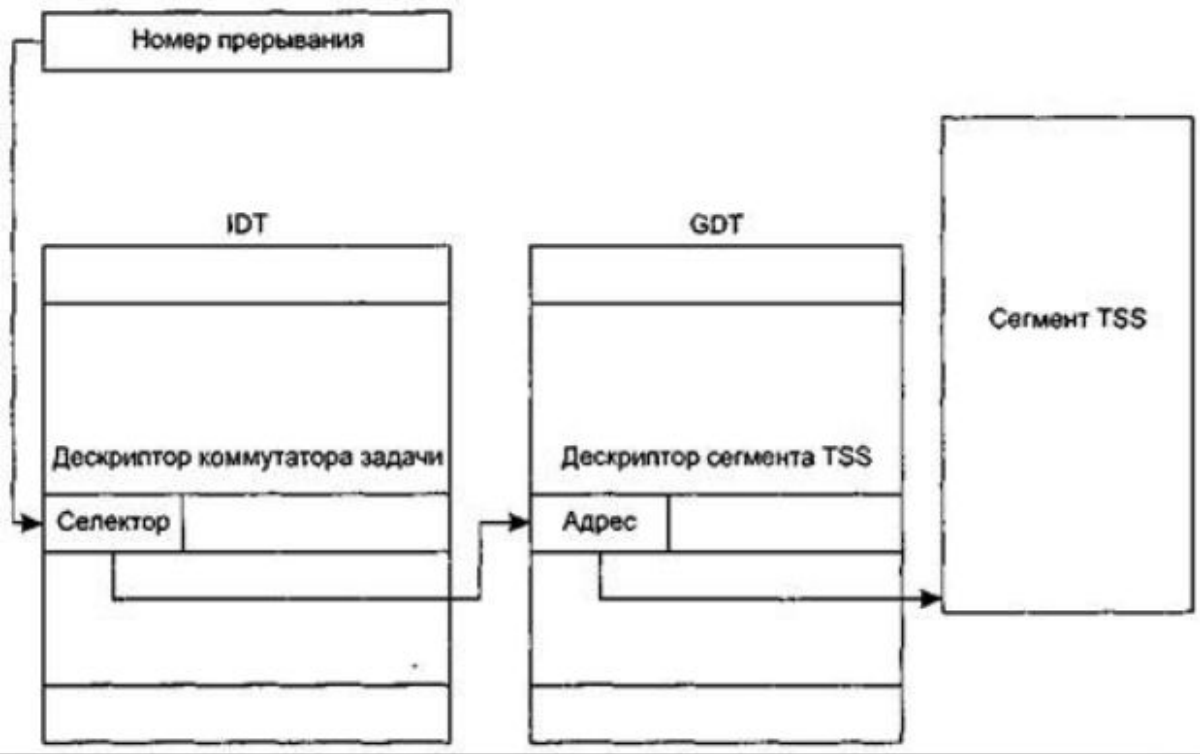 Номер прерывания
IDT
GDT
Сегмент TSS
Дескриптор коммутатора задачи
Дескриптор сегмента TSS
Селектор
Адрес